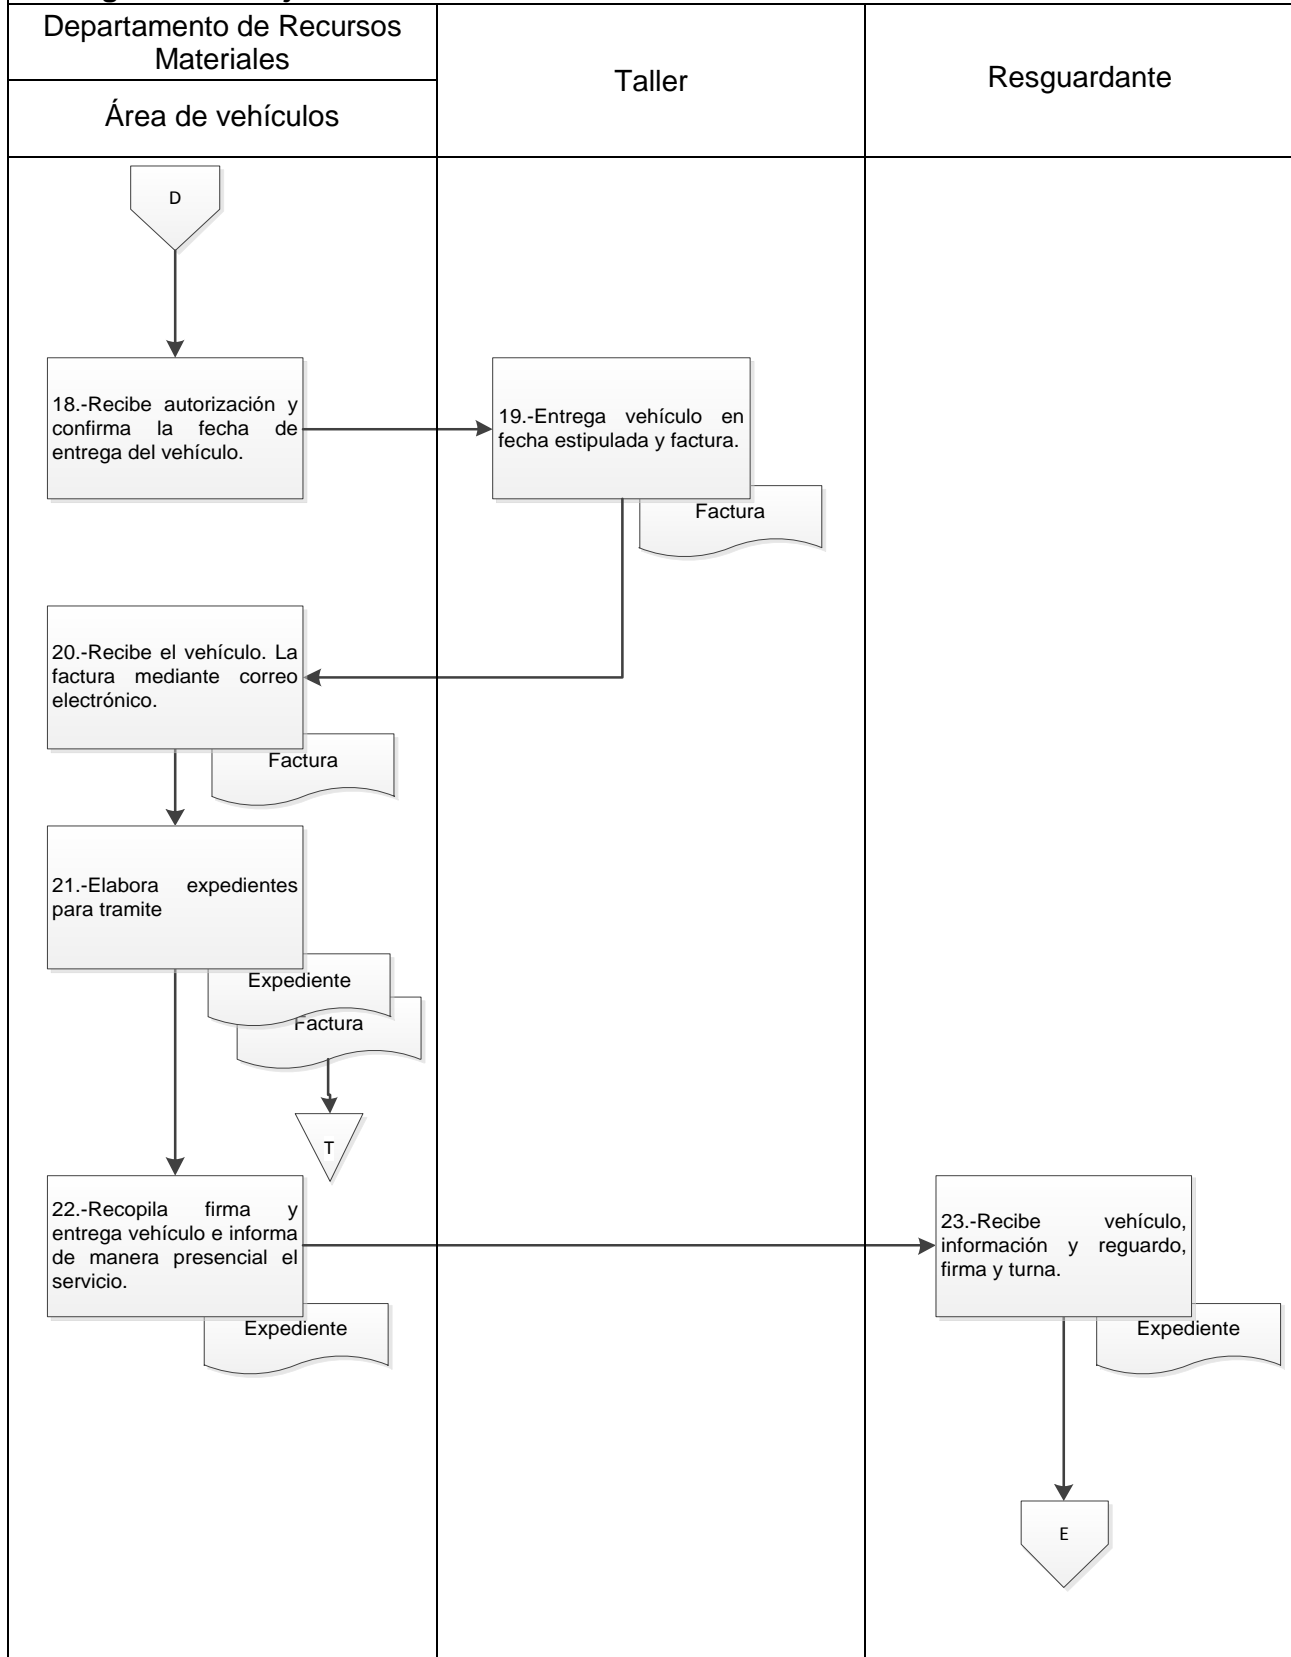 Departamento de Recursos
Materiales
Área de vehículos
Taller
Resguardante
D
18.-Recibe autorización y
confirma la fecha de
entrega del vehículo.
19.-Entrega vehículo en
fecha estipulada y factura.
Factura
20.-Recibe el vehículo. La
factura mediante correo
electrónico.
Factura
21.-Elabora expedientes
para tramite
Expediente
Factura
T
22.-Recopila firma y
entrega vehículo e informa
de manera presencial el
servicio.
Expediente
23.-Recibe vehículo,
información y reguardo,
firma y turna.
Expediente
E